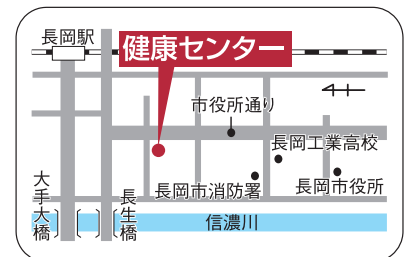 長岡駅
健康センター
市役所通り
長岡工業高校
長岡市消防署
長岡市役所
大手大橋
長生橋
信濃川